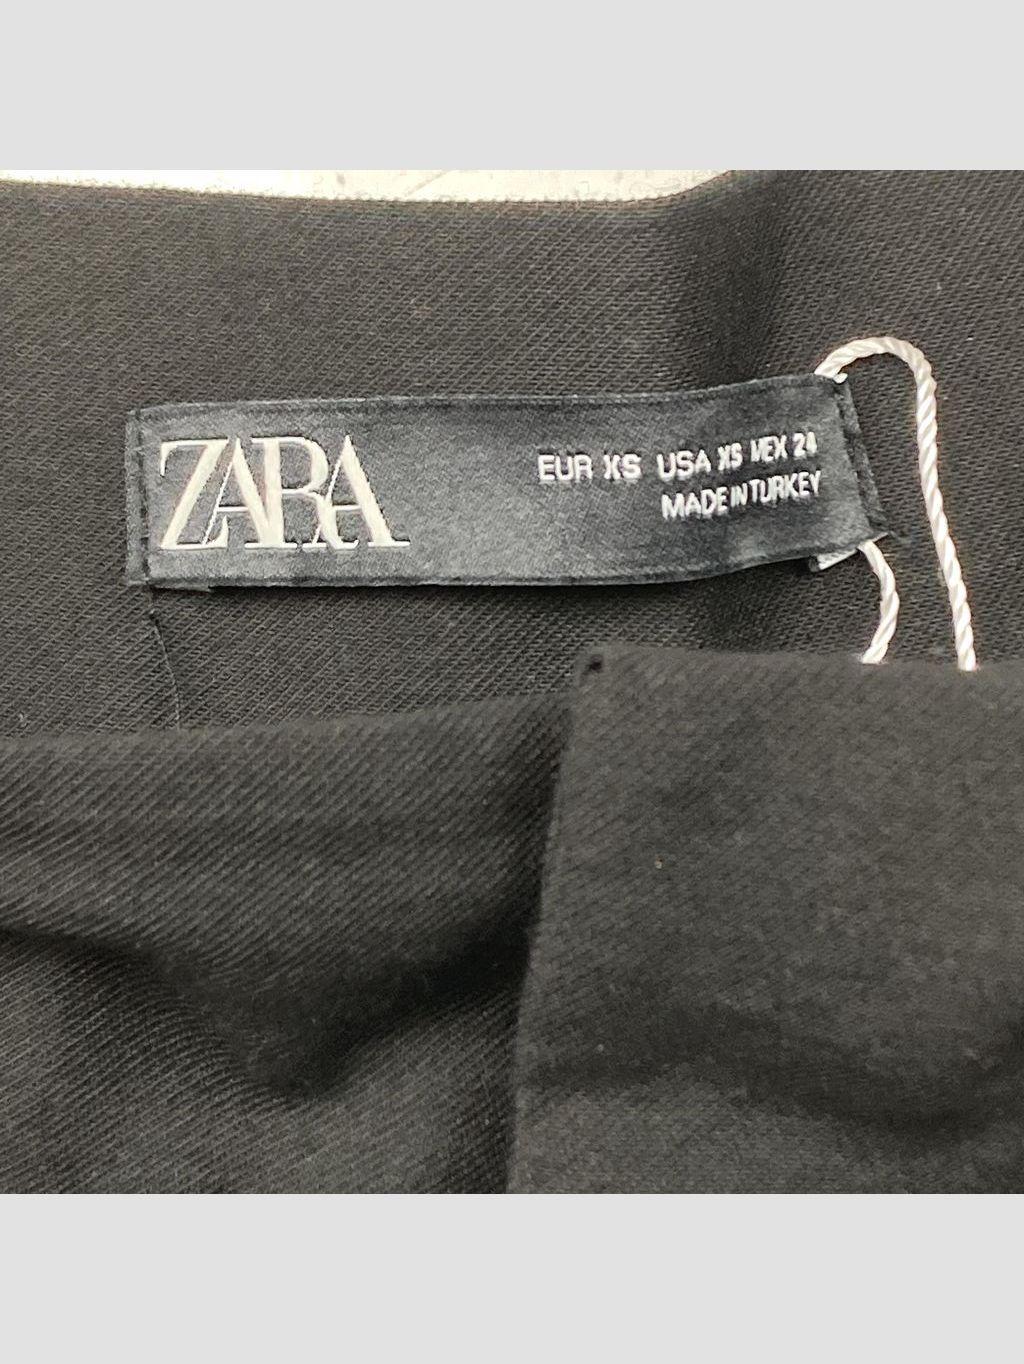 ZARA
EUR XS USA XS MEX 24
MADE IN TURKEY